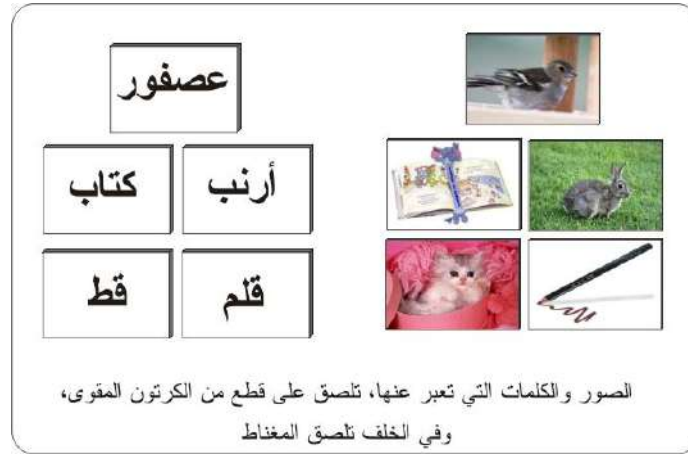 عصفور
أرنب
كتاب
قلم
قط
الصور والكلمات التي تعبر عنها، تلصق على قطع من الكرتون المقوى،
وفي الخلف تلصق المغناط